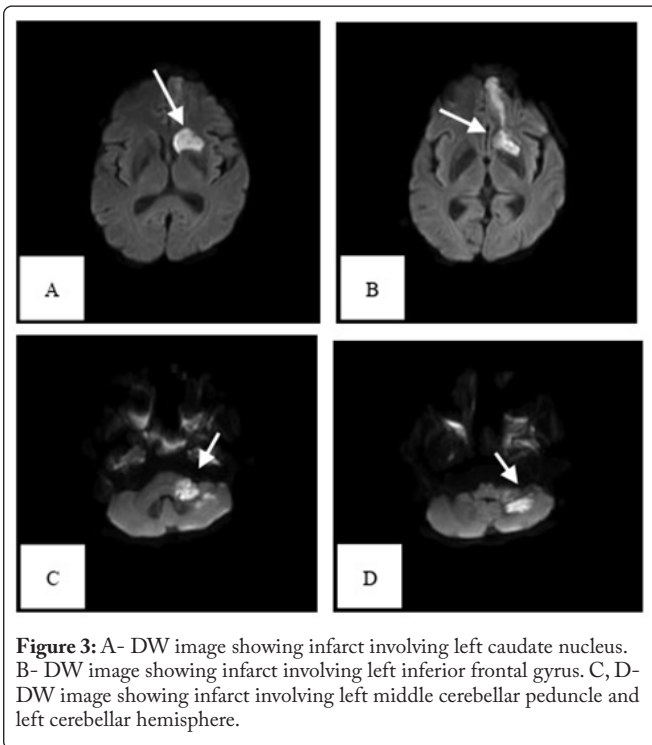 A
B
C
D
Figure 3: A- DW image showing infarct involving left caudate nucleus.
B- DW image showing infarct involving left inferior frontal gyrus. C, D-
DW image showing infarct involving left middle cerebellar peduncle and
left cerebellar hemisphere.